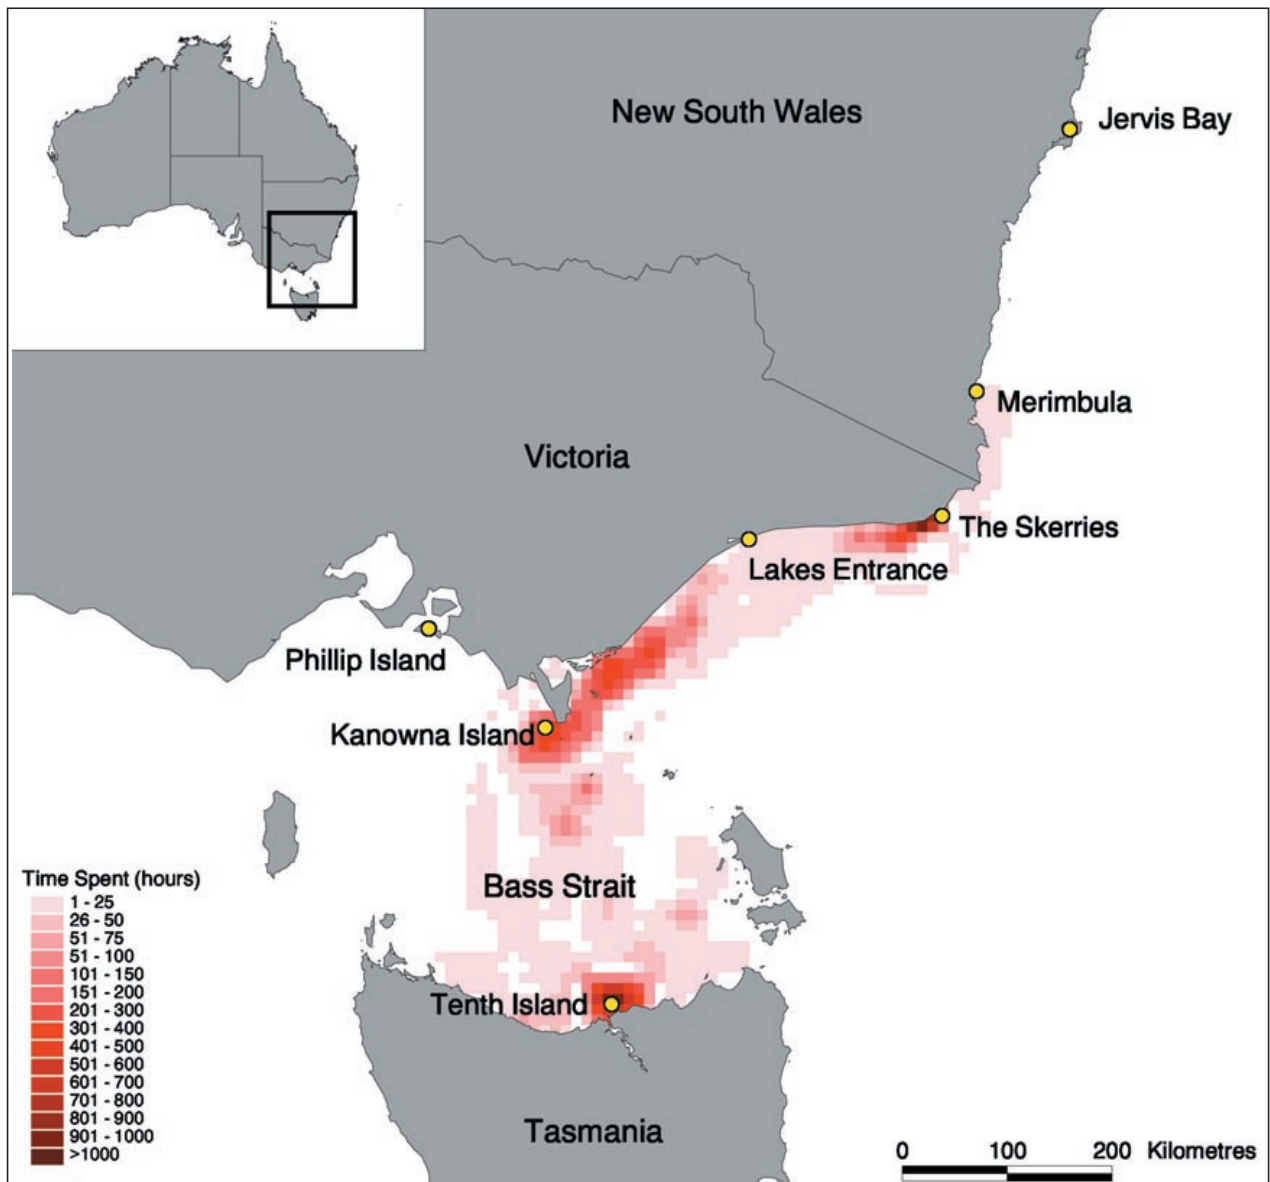 New South Wales
Jervis Bay
Merimbula
Victoria
The Skerries
Lakes Entrance
Phillip Island
Kanowna Island
Time Spent (hours)
1 - 25
26 - 50
51 - 75
51 - 100
101 - 150
151 - 200
201 - 300
301 - 400
401 - 500
501 - 600
601 - 700
701 - 800
801 - 900
901 - 1000
>1000
Bass Strait
Tenth Island
Tasmania
0 100 200 Kilometres